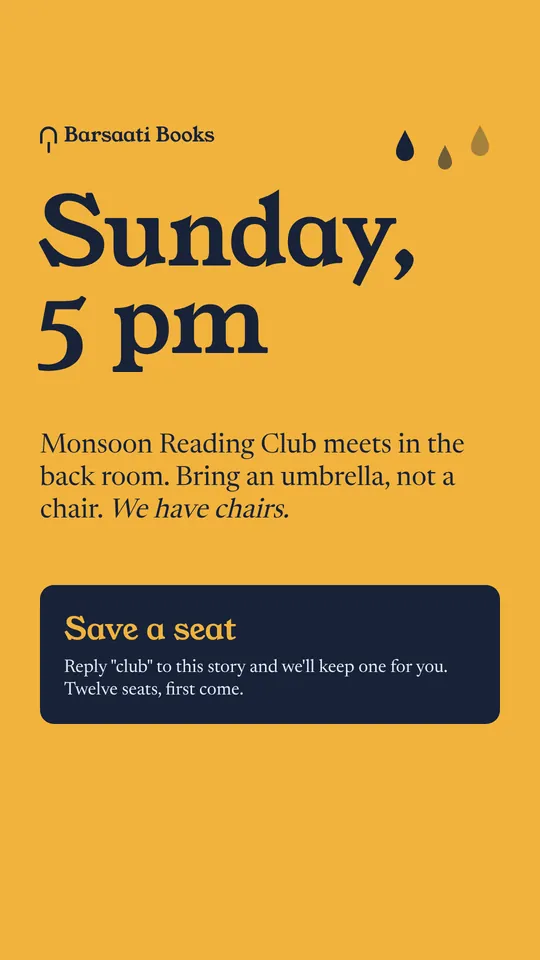 Barsaati Books
Sunday,
5 pm
Monsoon Reading Club meets in the
back room. Bring an umbrella, not a
chair. We have chairs.
Save a seat
Reply "club" to this story and we'll keep one for you.
Twelve seats, first come.